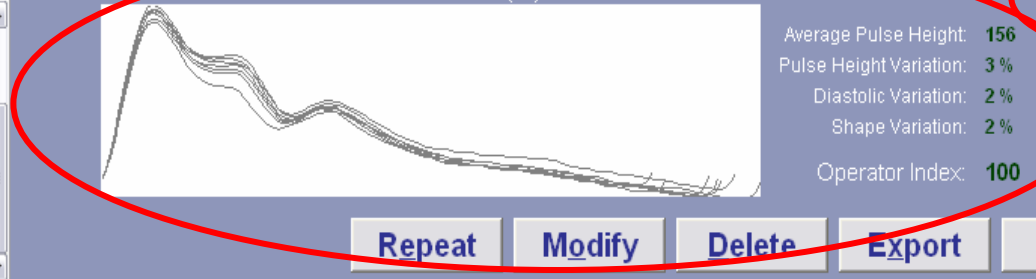 Average Pulse Height: 156
Pulse Height Variation: 3 %
Diastolic Variation: 2 %
Shape Variation: 2 %
Operator Index: 100
Repeat Modify Delete Export